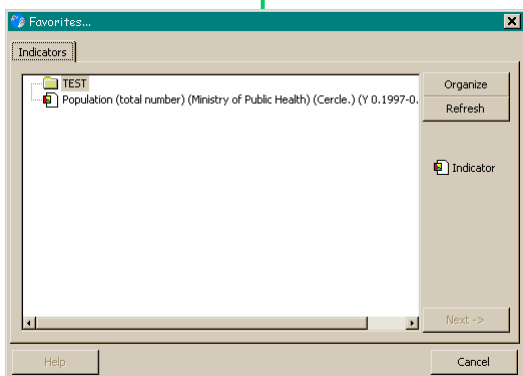 Favorites...
Indicators
TEST
Population (total number) (Ministry of Public Health) (Cercle.) (Y 0.1997-0.
Organize
Refresh
Indicator
Next ->
Help
Cancel